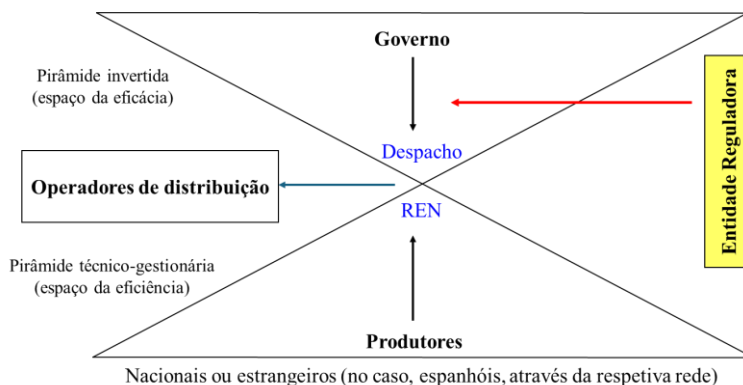 Governo
Pirâmide invertida
(espaço da eficácia)
Despacho
Entidade Reguladora
Operadores de distribuição
REN
Pirâmide técnico-gestionária
(espaço da eficiência)
Produtores
Nacionais ou estrangeiros (no caso, espanhóis, através da respetiva rede)